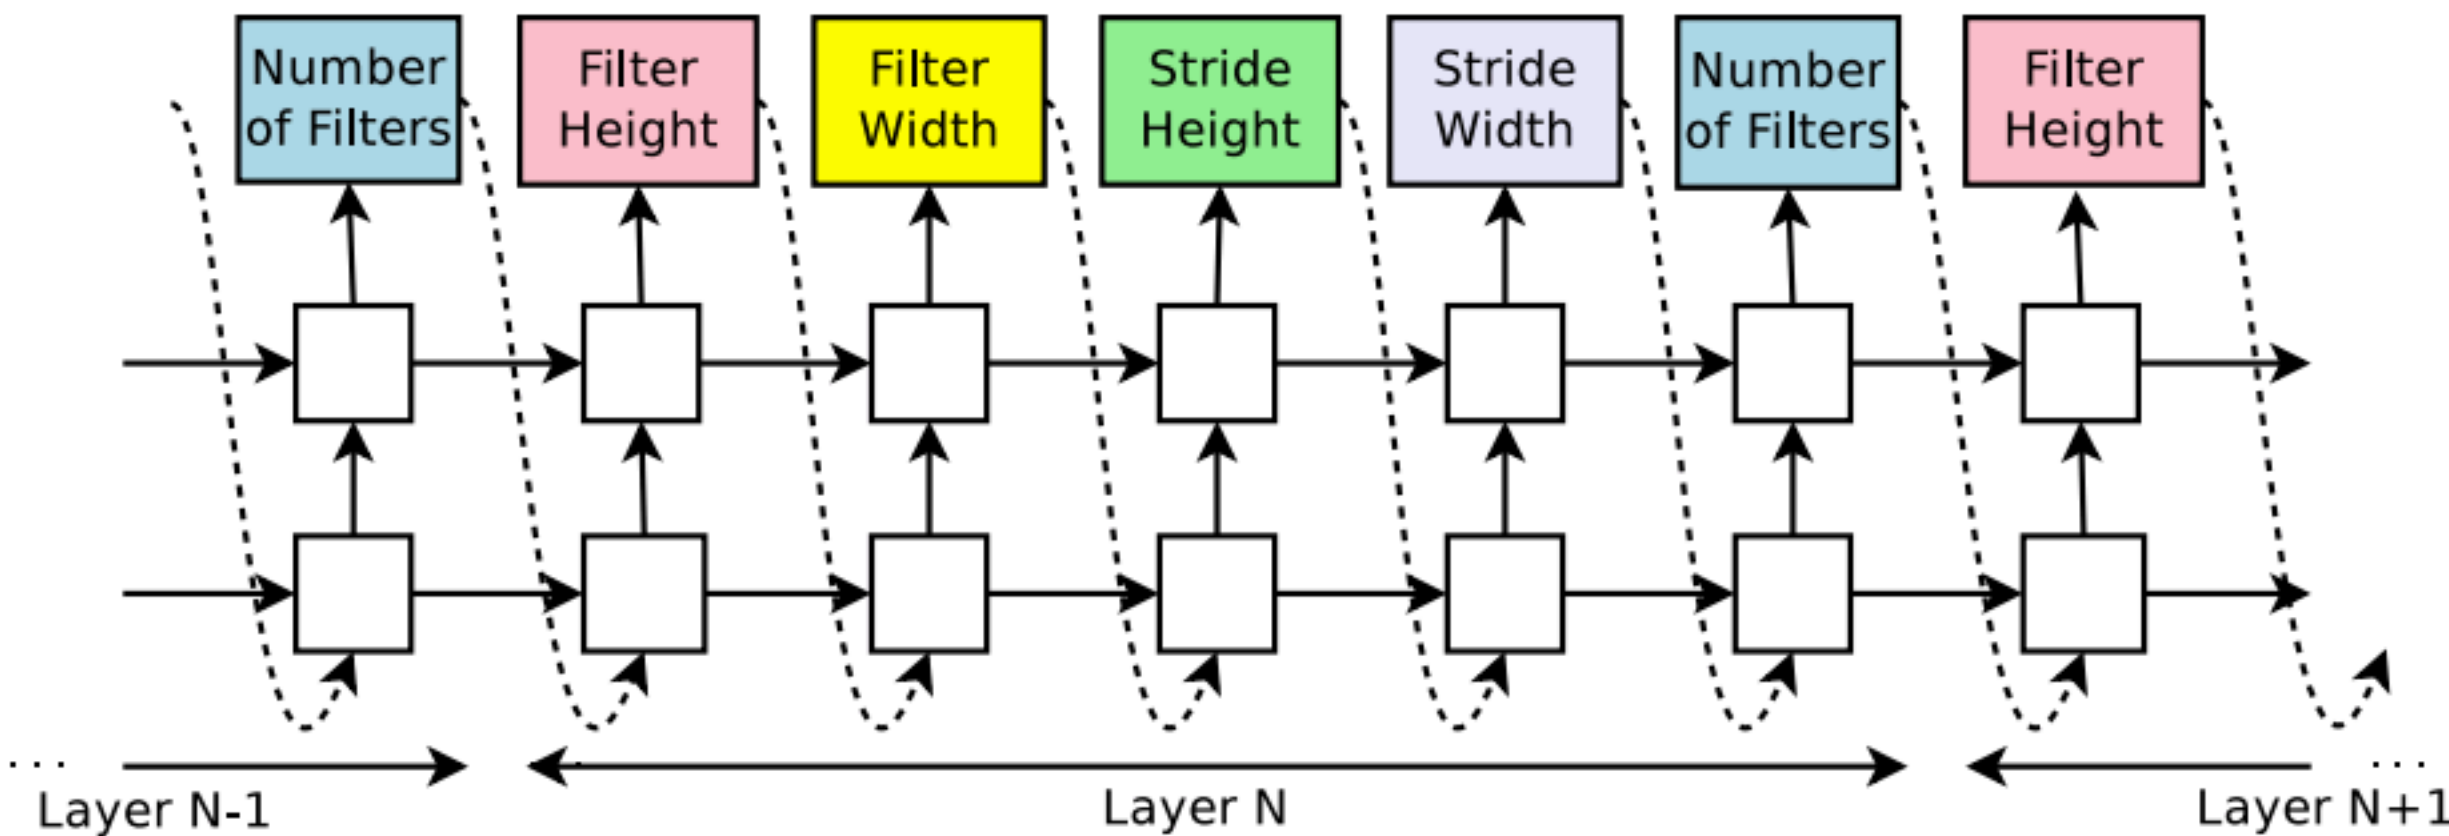 Number
of Filters
Filter
Height
Filter
Width
Stride
Height
Stride
Width
Number
of Filters
Filter
Height
. . .
. . .
Layer N-1
Layer N
Layer N+1